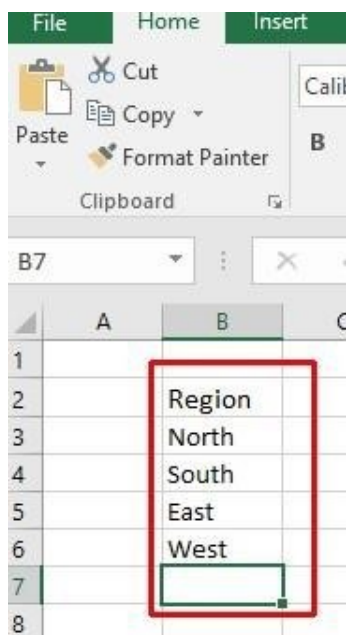 File Home Insert
Cut
Copy
Paste
Format Painter
B
Clipboard
B7
A B
1
2 Region
3 North
4 South
5 East
6 West
7
8